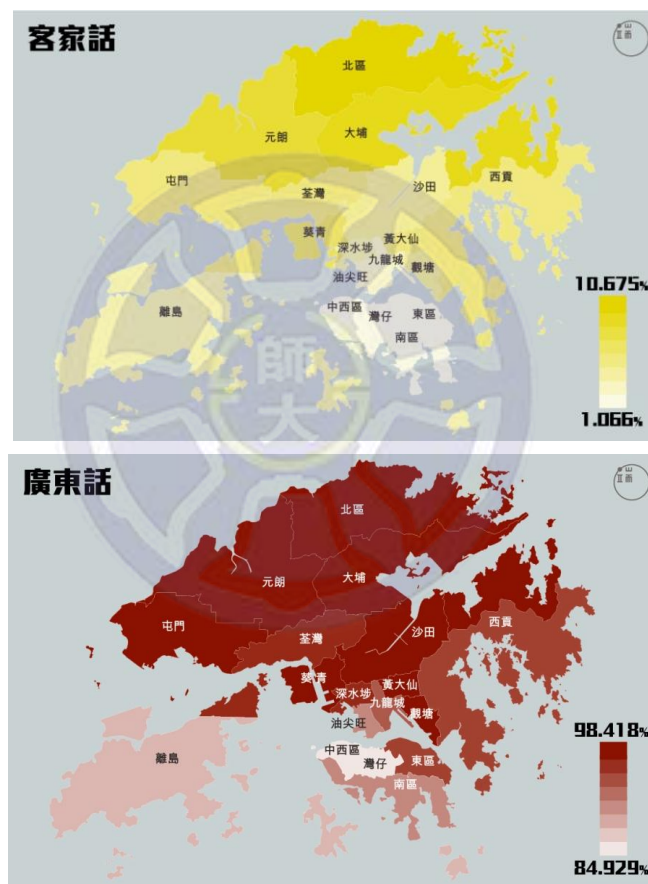 客家話
北區
元朗
大埔
屯門
荃灣
沙田
西貢
葵青
深水埗
黃大仙
九龍城
觀塘
油尖旺
離島
中西區
灣仔
東區
南區
10.675%
1.066%
師大
廣東話
北區
元朗
大埔
屯門
荃灣
沙田
西貢
葵青
深水埗
黃大仙
九龍城
觀塘
油尖旺
離島
中西區
灣仔
東區
南區
98.418%
84.929%